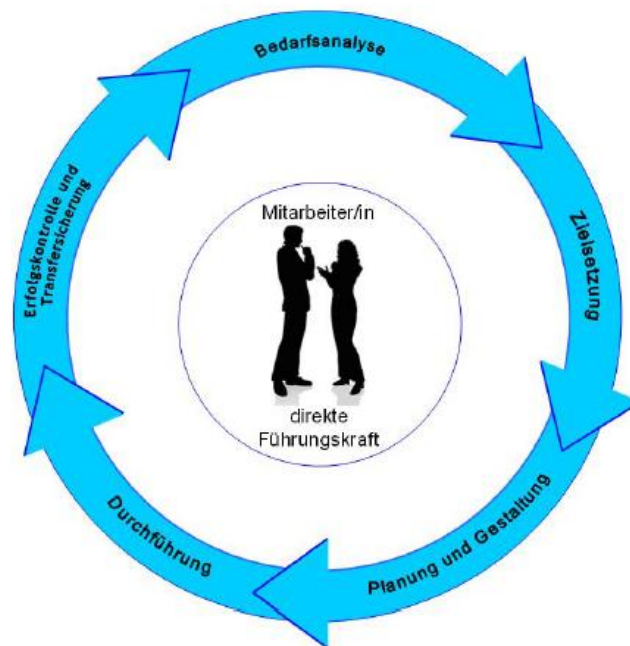 Bedarfsanalyse
Zielsetzung
Planung und Gestaltung
Durchführung
Erfolgskontrolle und
Transfersicherung
Mitarbeiter/in
direkte
Führungskraft